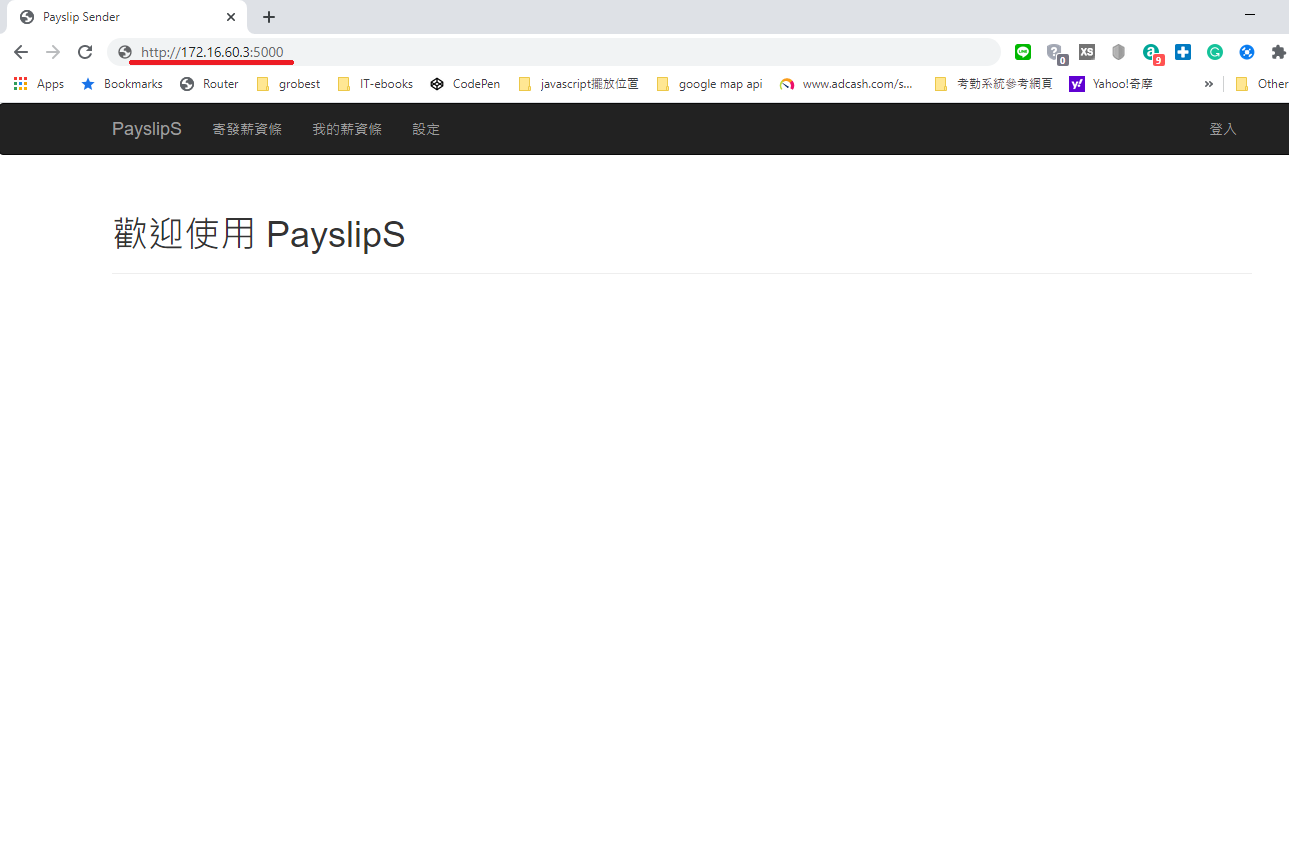 Payslip Sender
http://172.16.60.3:5000
XS
0
a
9
Apps
Bookmarks
Router
grobest
IT-ebooks
CodePen
javascript擺放位置
google map api
www.adcash.com/s...
考勤系統參考網頁
y!
Yahoo!奇摩
»
Other
PayslipS
寄發薪資條
我的薪資條
設定
登入
歡迎使用 PayslipS